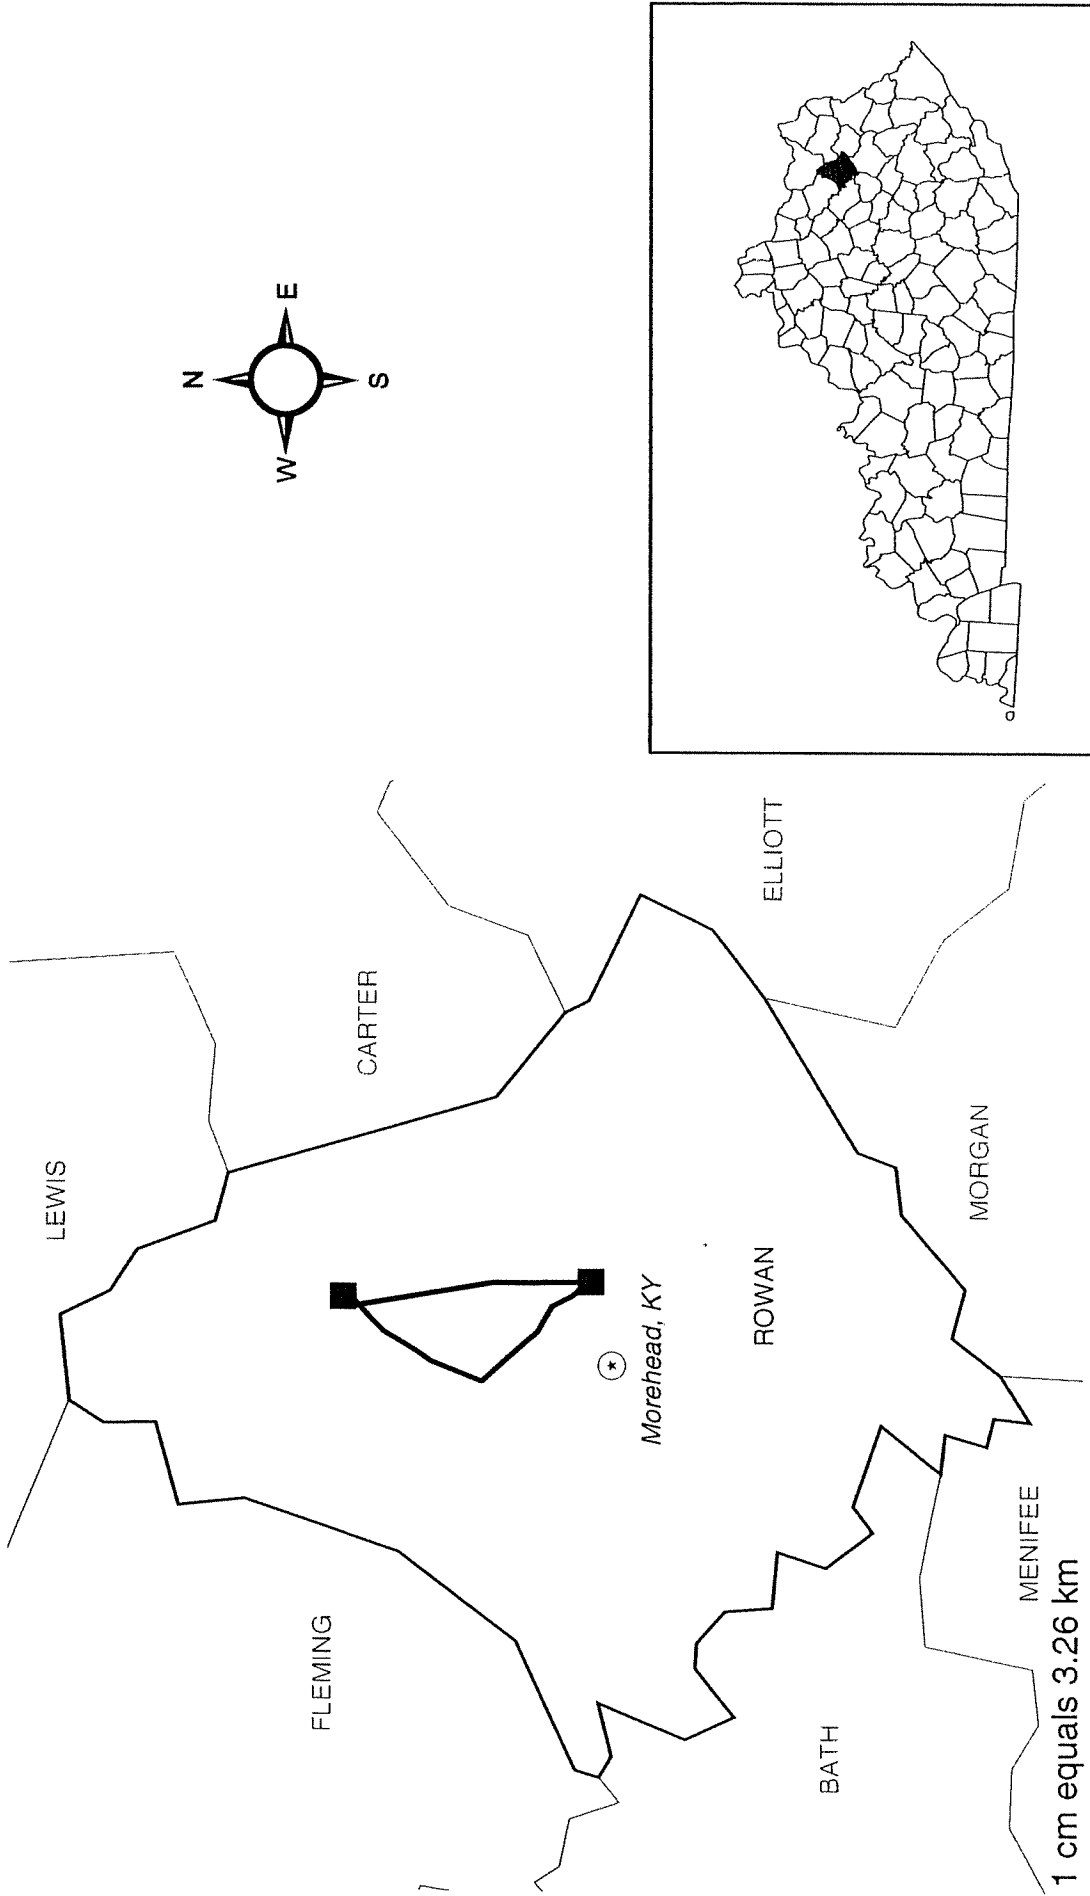 LEWIS
CARTER
FLEMING
ELLIOTT
Morehead, KY
ROWAN
BATH
MORGAN
MENIFEE
1 cm equals 3.26 km
N
W
E
S